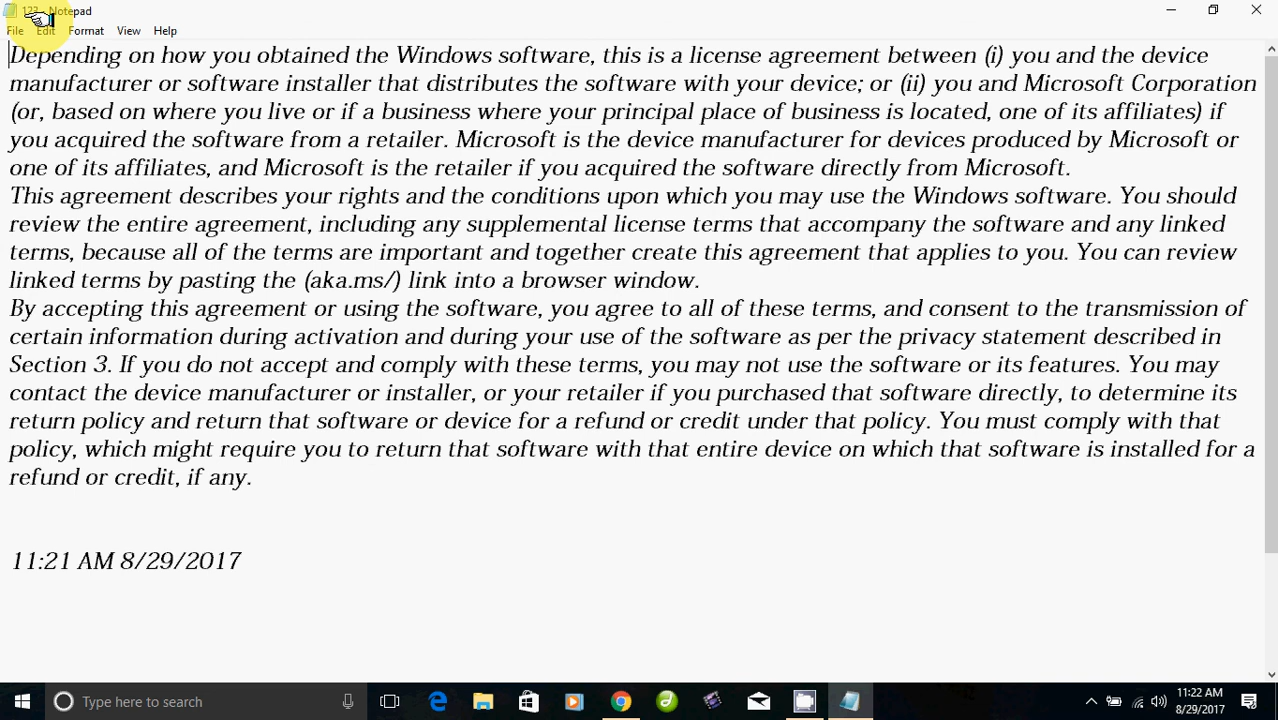 123 - Notepad
File Edit Format View Help
Depending on how you obtained the Windows software, this is a license agreement between (i) you and the device
manufacturer or software installer that distributes the software with your device; or (ii) you and Microsoft Corporation
(or, based on where you live or if a business where your principal place of business is located, one of its affiliates) if
you acquired the software from a retailer. Microsoft is the device manufacturer for devices produced by Microsoft or
one of its affiliates, and Microsoft is the retailer if you acquired the software directly from Microsoft.
This agreement describes your rights and the conditions upon which you may use the Windows software. You should
review the entire agreement, including any supplemental license terms that accompany the software and any linked
terms, because all of the terms are important and together create this agreement that applies to you. You can review
linked terms by pasting the (aka.ms/) link into a browser window.
By accepting this agreement or using the software, you agree to all of these terms, and consent to the transmission of
certain information during activation and during your use of the software as per the privacy statement described in
Section 3. If you do not accept and comply with these terms, you may not use the software or its features. You may
contact the device manufacturer or installer, or your retailer if you purchased that software directly, to determine its
return policy and return that software or device for a refund or credit under that policy. You must comply with that
policy, which might require you to return that software with that entire device on which that software is installed for a
refund or credit, if any.
11:21 AM 8/29/2017
Type here to search
11:22 AM
8/29/2017